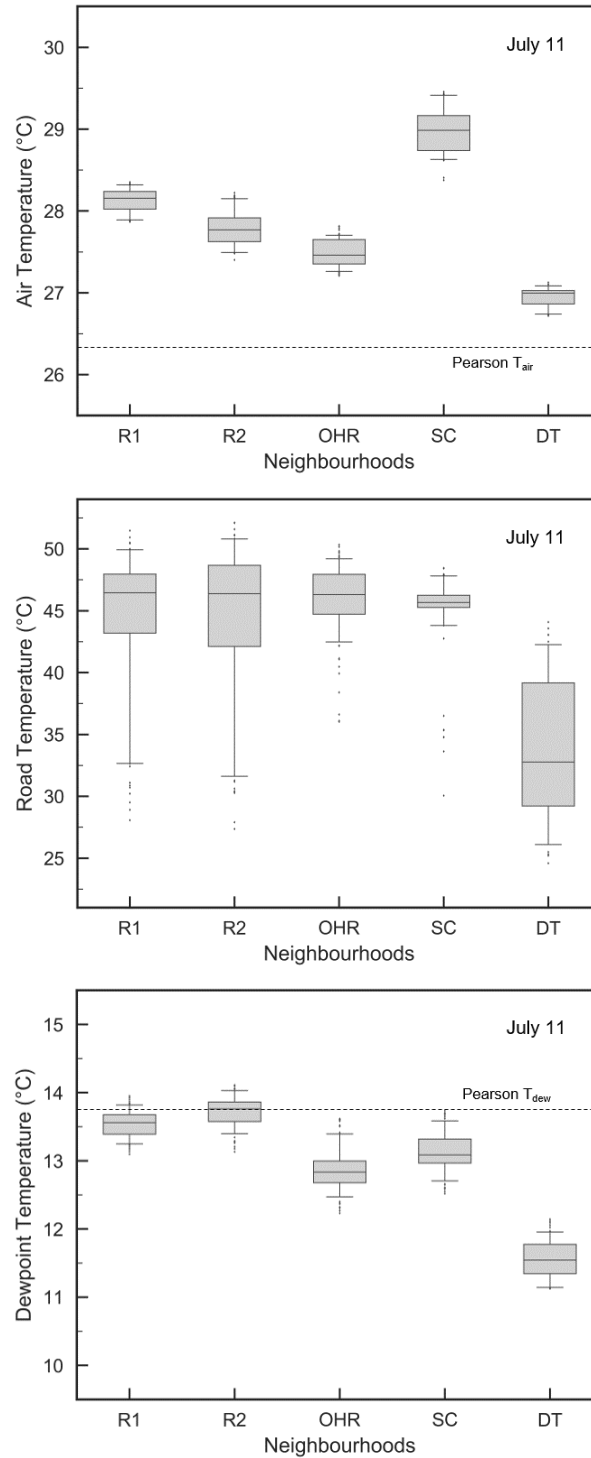 July 11
30
29
28
27
26
Air Temperature (°C)
Pearson Tair
R1 R2 OHR SC DT
Neighbourhoods
July 11
50
45
40
35
30
25
Road Temperature (°C)
R1 R2 OHR SC DT
Neighbourhoods
July 11
15
14
13
12
11
10
Dewpoint Temperature (°C)
Pearson Tdew
R1 R2 OHR SC DT
Neighbourhoods